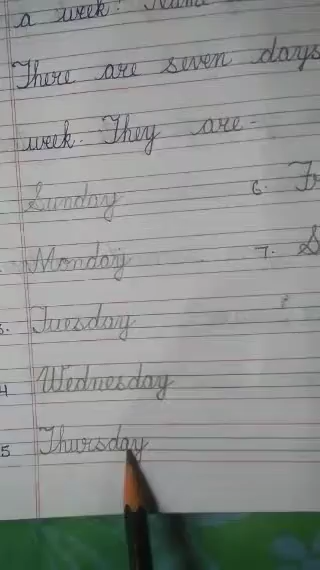 a week?
There are seven days
week. They are -
Sunday
6.
Monday
7. S
3. Tuesday
4 Wednesday
5 Thursday